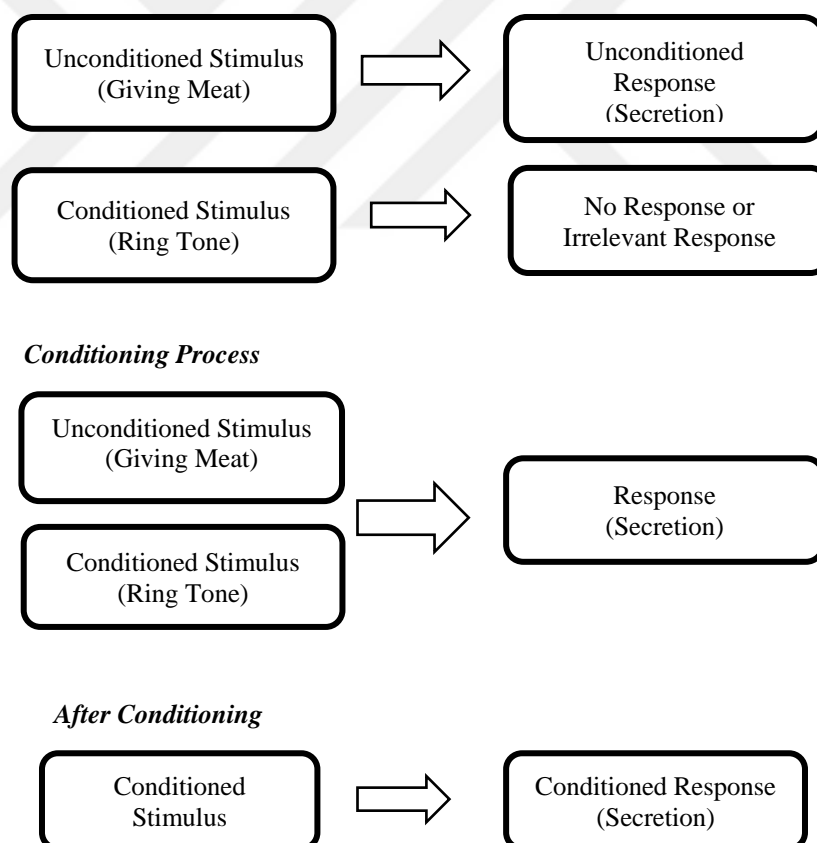 Unconditioned Stimulus
(Giving Meat)
Unconditioned
Response
(Secretion)
Conditioned Stimulus
(Ring Tone)
No Response or
Irrelevant Response
Conditioning Process
Unconditioned Stimulus
(Giving Meat)
Conditioned Stimulus
(Ring Tone)
Response
(Secretion)
After Conditioning
Conditioned
Stimulus
Conditioned Response
(Secretion)